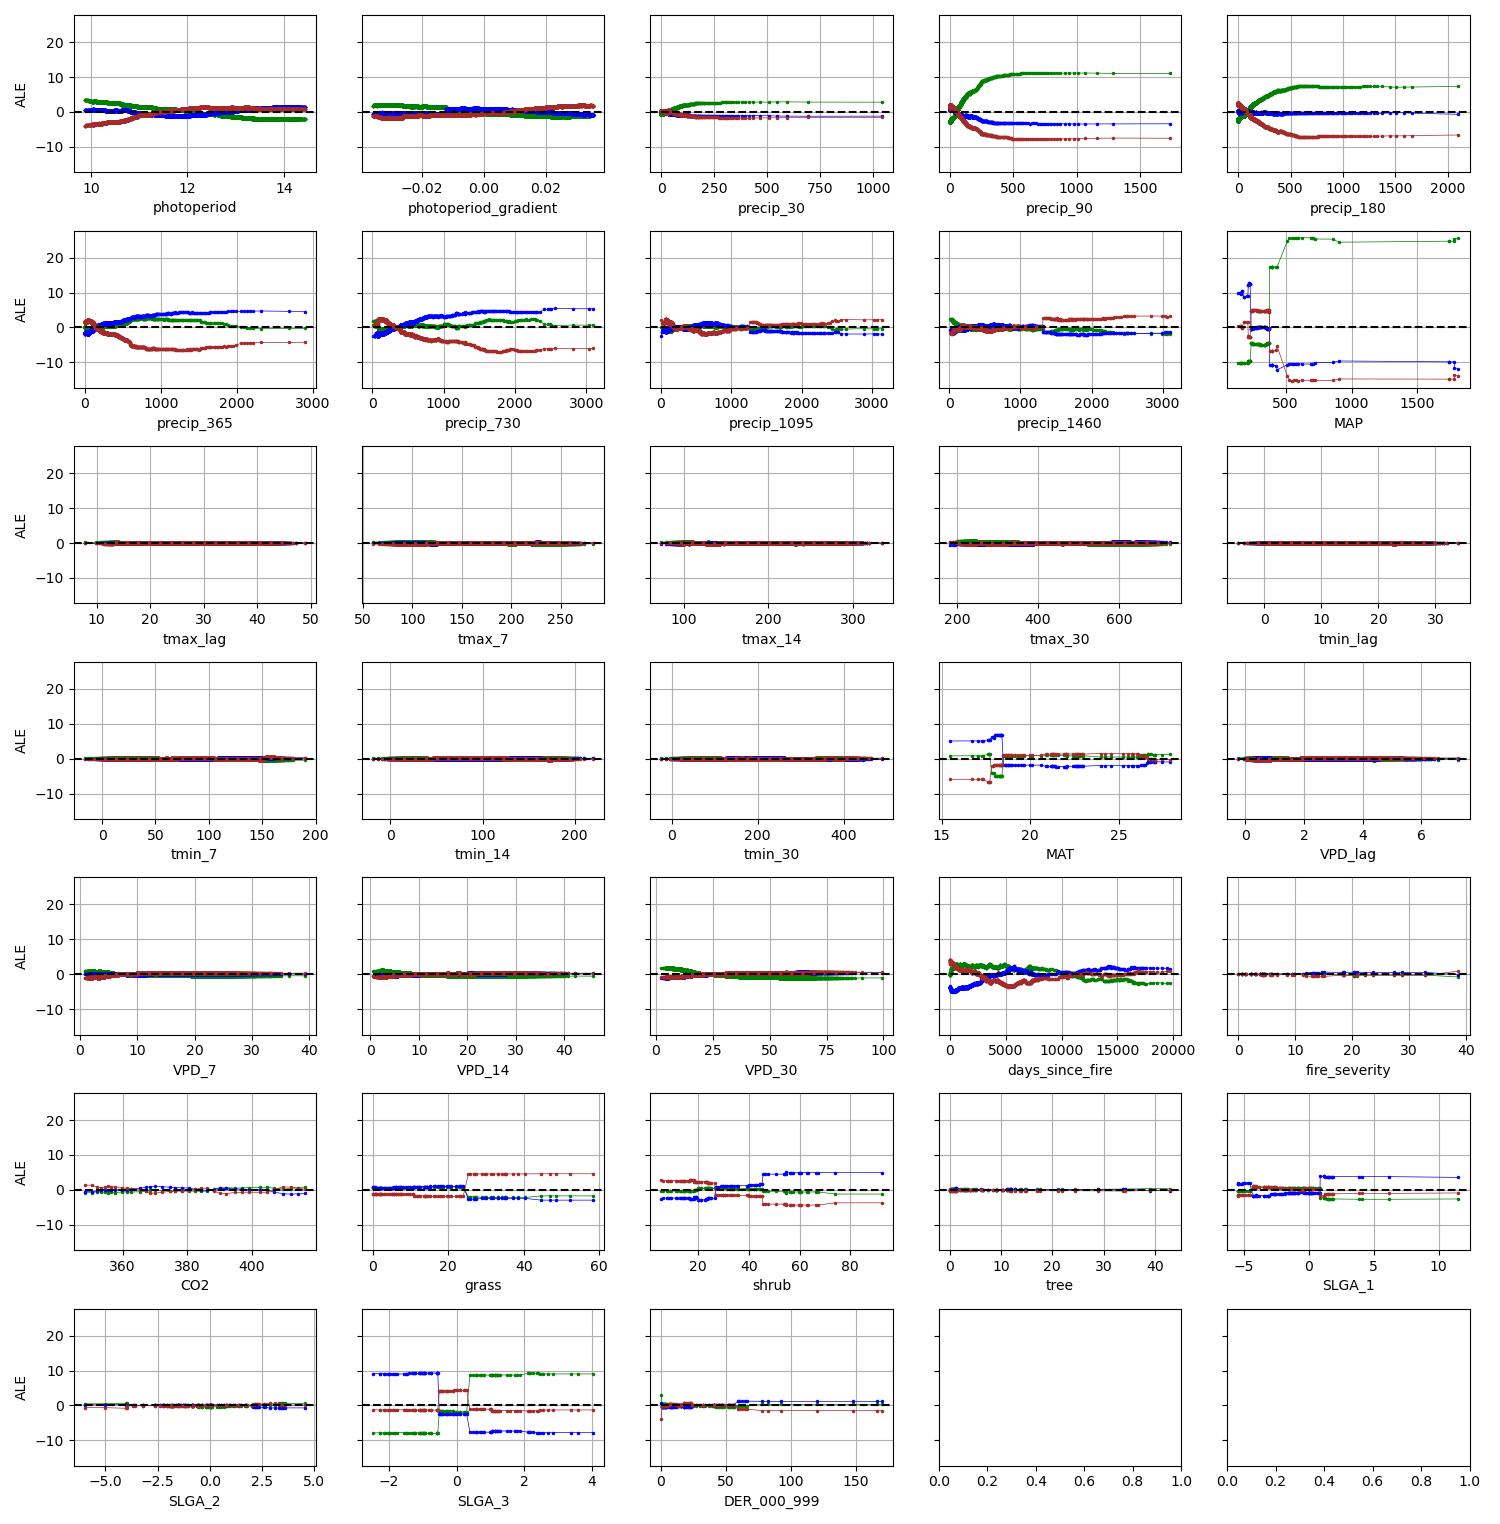 20
10
0
−10
ALE
10 12 14
photoperiod
−0.02 0.00 0.02
photoperiod_gradient
0 250 500 750 1000
precip_30
0 500 1000 1500
precip_90
0 500 1000 1500 2000
precip_180
20
10
0
−10
ALE
0 1000 2000 3000
precip_365
0 1000 2000 3000
precip_730
0 1000 2000 3000
precip_1095
0 1000 2000 3000
precip_1460
500 1000 1500
MAP
20
10
0
−10
ALE
10 20 30 40 50
tmax_lag
50 100 150 200 250
tmax_7
100 200 300
tmax_14
200 400 600
tmax_30
0 10 20 30
tmin_lag
20
10
0
−10
ALE
0 50 100 150 200
tmin_7
0 100 200
tmin_14
0 200 400
tmin_30
15 20 25
MAT
0 2 4 6
VPD_lag
20
10
0
−10
ALE
0 10 20 30 40
VPD_7
0 10 20 30 40
VPD_14
0 25 50 75 100
VPD_30
0 5000 10000 15000 20000
days_since_fire
0 10 20 30 40
fire_severity
20
10
0
−10
ALE
360 380 400
CO2
0 20 40 60
grass
20 40 60 80
shrub
0 10 20 30 40
tree
−5 0 5 10
SLGA_1
20
10
0
−10
ALE
−5.0 −2.5 0.0 2.5 5.0
SLGA_2
−2 0 2 4
SLGA_3
0 50 100 150
DER_000_999
0.0 0.2 0.4 0.6 0.8 1.0
0.0 0.2 0.4 0.6 0.8 1.0